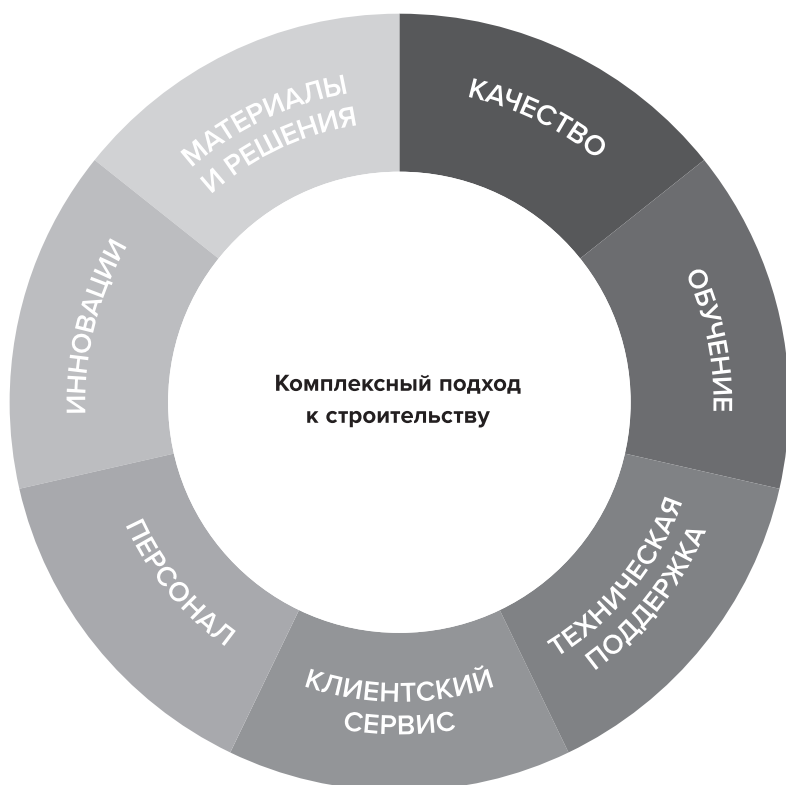 КАЧЕСТВО
ОБУЧЕНИЕ
ТЕХНИЧЕСКАЯ
ПОДДЕРЖКА
КЛИЕНТСКИЙ
СЕРВИС
ПЕРСОНАЛ
ИННОВАЦИИ
МАТЕРИАЛЫ
И РЕШЕНИЯ
Комплексный подход
к строительству